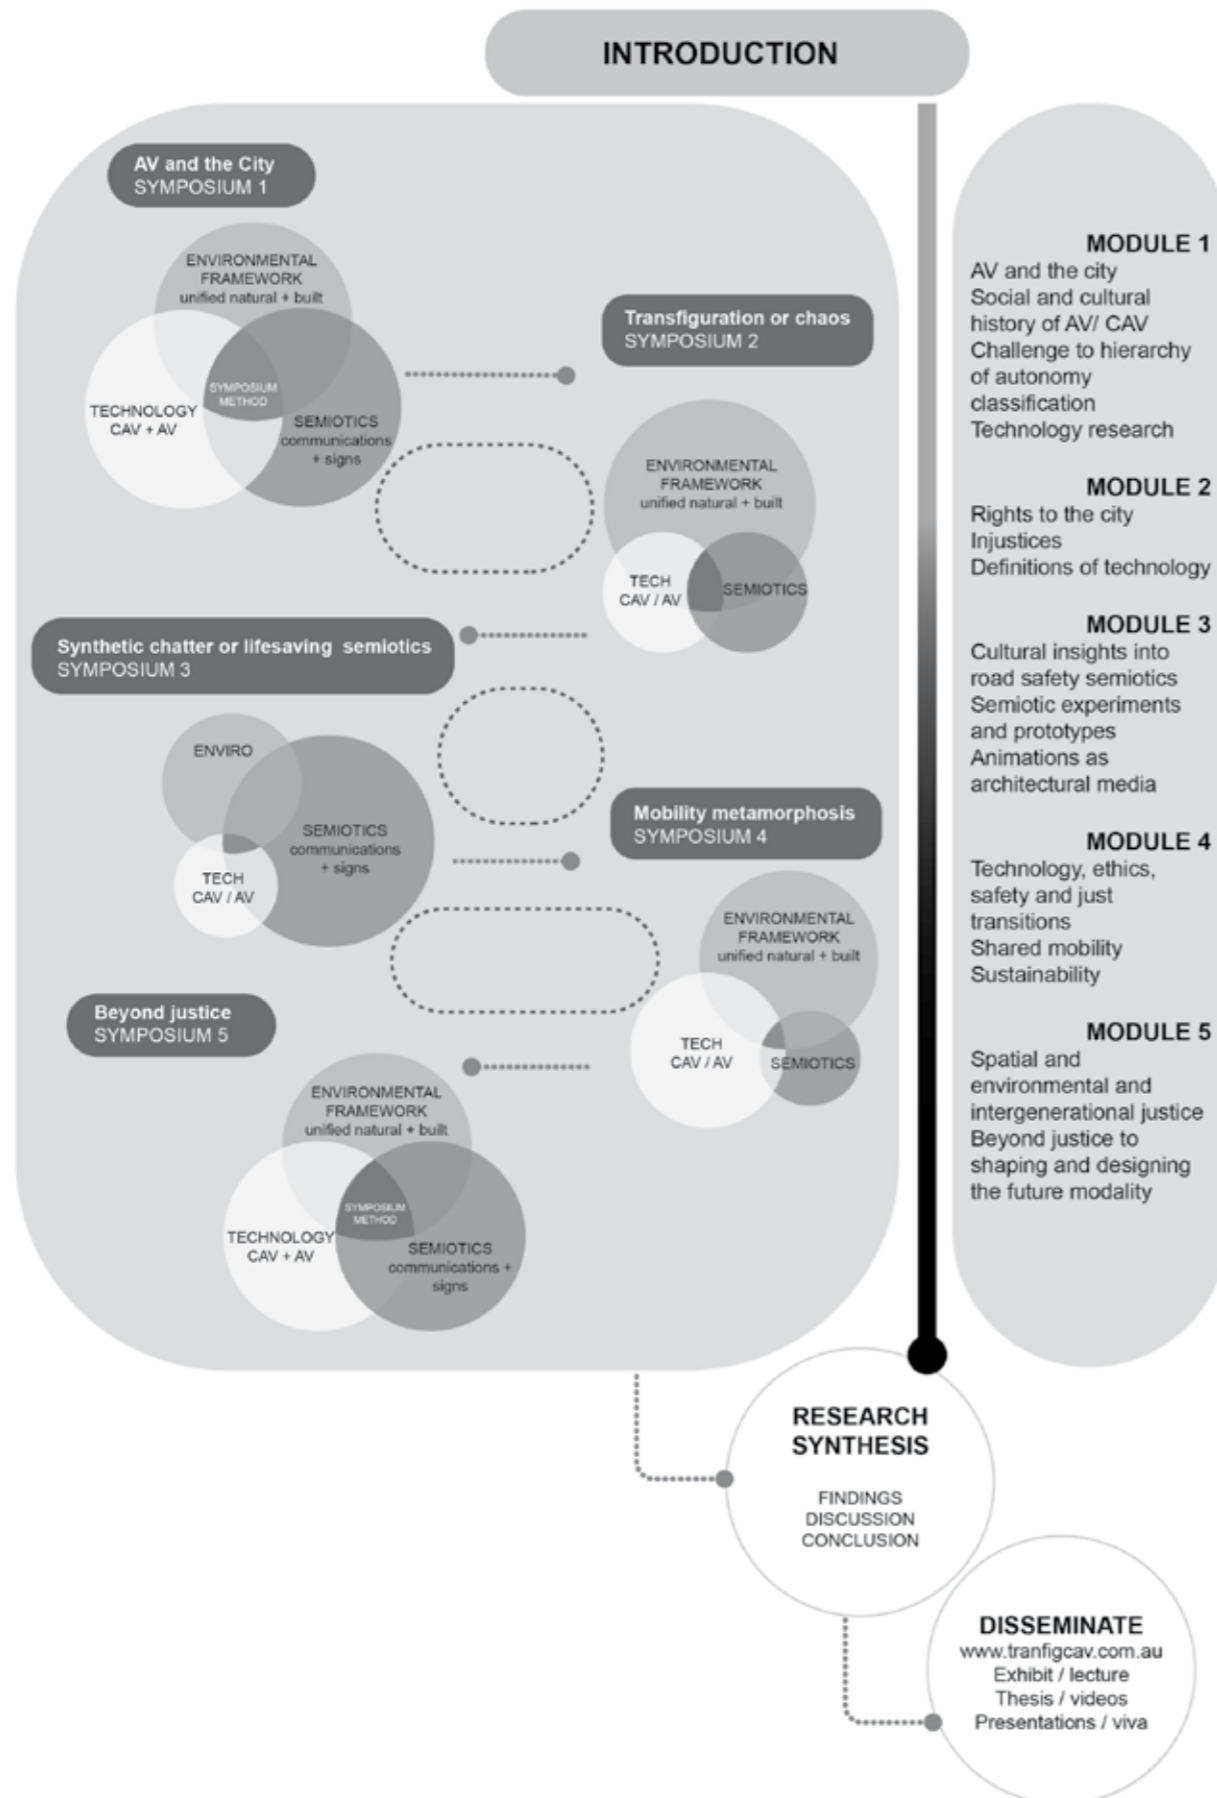 INTRODUCTION
AV and the City
SYMPOSIUM 1
ENVIRONMENTAL
FRAMEWORK
unified natural + built
SYMPOSIUM
METHOD
TECHNOLOGY
CAV + AV
SEMIOTICS
communications
+ signs
Transfiguration or chaos
SYMPOSIUM 2
ENVIRONMENTAL
FRAMEWORK
unified natural + built
TECH
CAV / AV
SEMIOTICS
Synthetic chatter or lifesaving semiotics
SYMPOSIUM 3
ENVIRO
SEMIOTICS
communications
+ signs
TECH
CAV / AV
Mobility metamorphosis
SYMPOSIUM 4
ENVIRONMENTAL
FRAMEWORK
unified natural + built
TECH
CAV / AV
SEMIOTICS
Beyond justice
SYMPOSIUM 5
ENVIRONMENTAL
FRAMEWORK
unified natural + built
SYMPOSIUM
METHOD
TECHNOLOGY
CAV + AV
SEMIOTICS
communications +
signs
MODULE 1
AV and the city
Social and cultural
history of AV/ CAV
Challenge to hierarchy
of autonomy
classification
Technology research
MODULE 2
Rights to the city
Injustices
Definitions of technology
MODULE 3
Cultural insights into
road safety semiotics
Semiotic experiments
and prototypes
Animations as
architectural media
MODULE 4
Technology, ethics,
safety and just
transitions
Shared mobility
Sustainability
MODULE 5
Spatial and
environmental and
intergenerational justice
Beyond justice to
shaping and designing
the future modality
RESEARCH
SYNTHESIS
FINDINGS
DISCUSSION
CONCLUSION
DISSEMINATE
www.tranfigcav.com.au
Exhibit / lecture
Thesis / videos
Presentations / viva